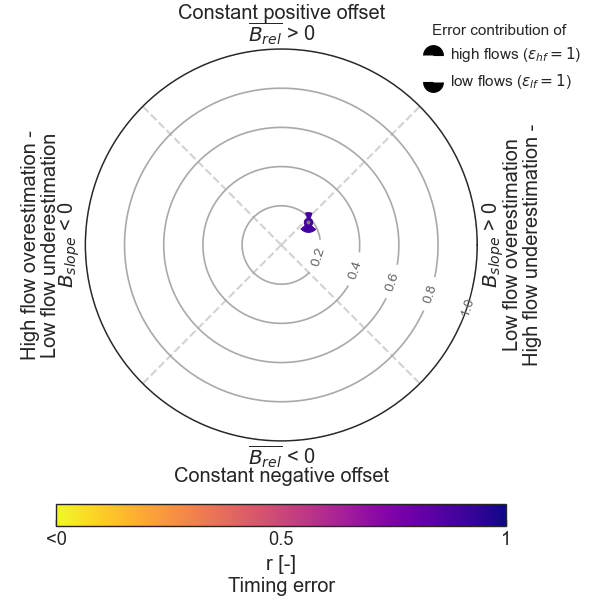 Constant positive offset
B_rel > 0
Error contribution of
high flows (ε_hf = 1)
low flows (ε_lf = 1)
High flow overestimation -
Low flow underestimation
B_slope < 0
B_slope > 0
Low flow overestimation -
High flow underestimation
0.2
0.4
0.6
0.8
1.0
B_rel < 0
Constant negative offset
<0
0.5
1
r [-]
Timing error